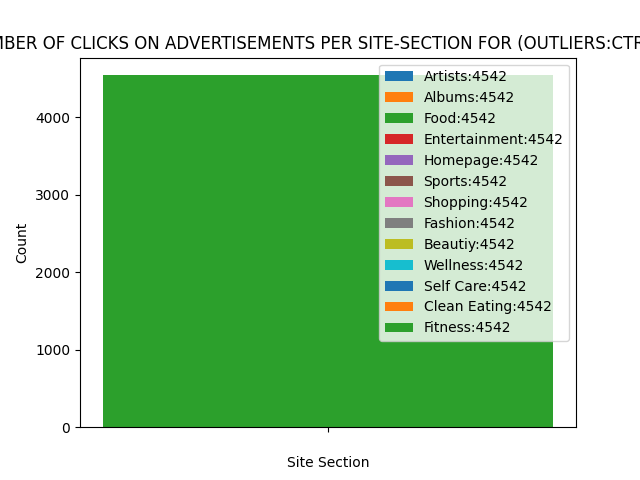 MBER OF CLICKS ON ADVERTISEMENTS PER SITE-SECTION FOR (OUTLIERS:CTR
Artists:4542
Albums:4542
Food:4542
Entertainment:4542
Homepage:4542
Sports:4542
Shopping:4542
Fashion:4542
Beautiy:4542
Wellness:4542
Self Care:4542
Clean Eating:4542
Fitness:4542
4000
3000
2000
1000
0
Count
Site Section